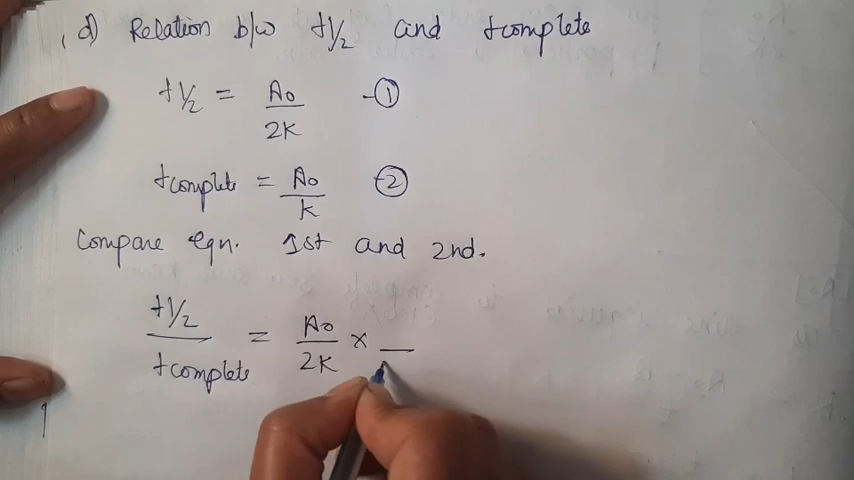 d) Relation b/w t1/2 and tcomplete
t1/2 = A0/2K -①
tcomplete = A0/K -②
Compare eqn. 1st and 2nd.
t1/2/tcomplete = A0/2K × —